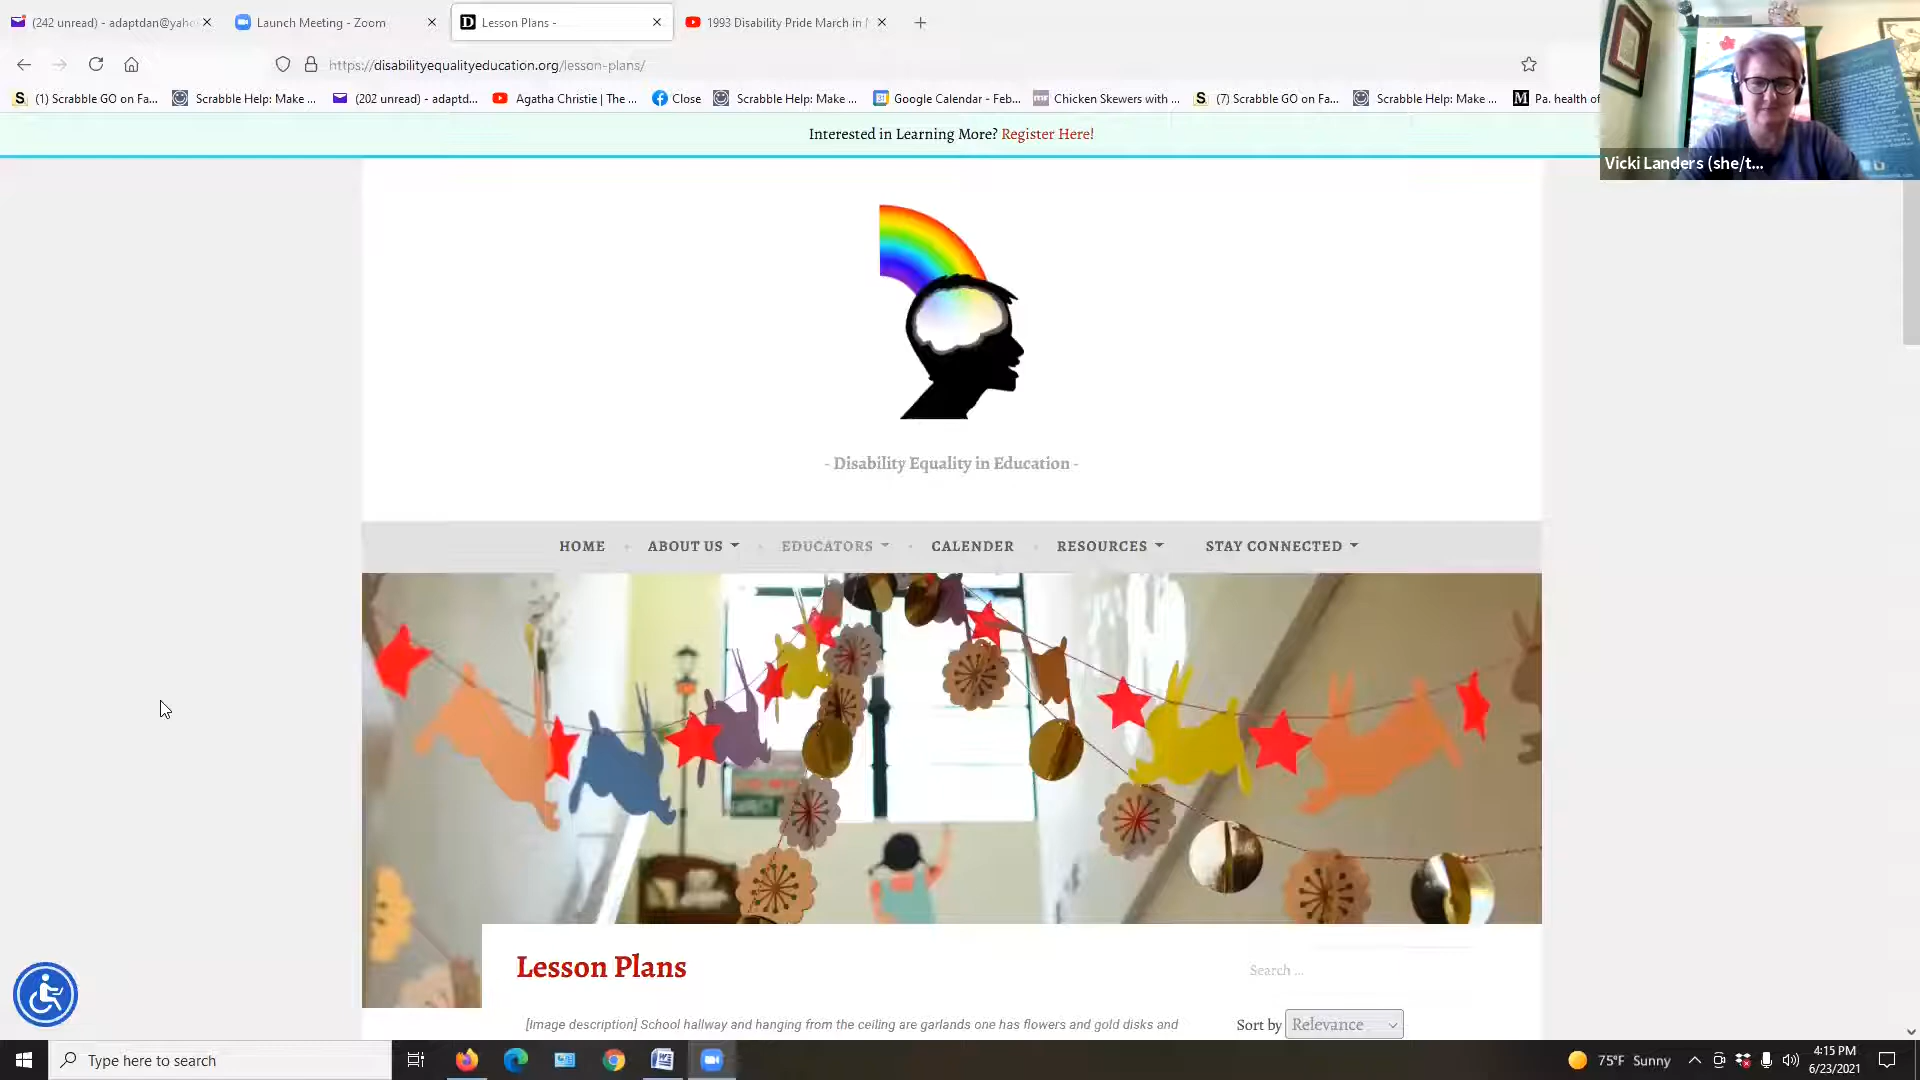 (242 unread) - adaptdan@yaho
Launch Meeting - Zoom
Lesson Plans -
1993 Disability Pride March in
https://disabilityequalityeducation.org/lesson-plans/
(1) Scrabble GO on Fa...
Scrabble Help: Make ...
(202 unread) - adaptd...
Agatha Christie | The ...
Close
Scrabble Help: Make ...
Google Calendar - Feb...
Chicken Skewers with ...
(7) Scrabble GO on Fa...
Scrabble Help: Make ...
Pa. health of
Vicki Landers (she/t...
Interested in Learning More? Register Here!
- Disability Equality in Education -
HOME
ABOUT US
EDUCATORS
CALENDER
RESOURCES
STAY CONNECTED
Lesson Plans
Search ...
[Image description] School hallway and hanging from the ceiling are garlands one has flowers and gold disks and
Sort by Relevance
Type here to search
75°F Sunny
4:15 PM
6/23/2021